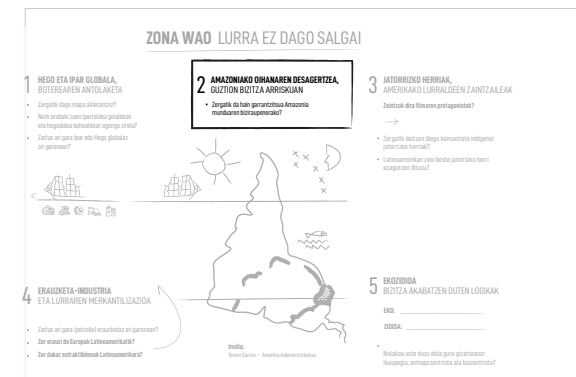 ZONA WAO LURRA EZ DAGO SALGAI
1 HEGO ETA IPAR GLOBALA,
BOTEREAREN ANTOLAKETA
• Zergatik dago mapa alderantziz?
• Nork erabaki zuen iparraldea goialdean
eta hegoaldea behealdean egongo zirela?
• Zertaz ari gara Ipar edo Hego globalaz
ari garenean?
2 AMAZONIAKO OIHANAREN DESAGERTZEA,
GUZTION BIZITZA ARRISKUAN
• Zergatik da hain garrantzitsua Amazonia
munduaren biziraupenerako?
3 JATORRIZKO HERRIAK,
AMERIKAKO LURRALDEEN ZAINTZAILEAK
Zeintzuk dira filmaren protagonistak?
• Zergatik deitzen diegu komunitate indigenei
jatorrizko herriak?
• Latinoamerikan zein beste jatorrizko herri
ezagutzen dituzu?
4 ERAUZKETA-INDUSTRIA
ETA LURRAREN MERKANTILIZAZIOA
• Zertaz ari gara (petrolio) erauzketaz ari garenean?
• Zer erauzi du Europak Latinoamerikatik?
• Zer dakar estraktibismoak Latinoamerikara?
Irudia:
Torres García – Amerika Alderantzikatua.
5 EKOZIDIOA
BIZITZA AKABATZEN DUTEN LOGIKAK
EKO:
ZIDIOA:
•
Nolakoa uste duzu dela gure gizartearen
ikuspegia, antropozentrista ala biozentrista?